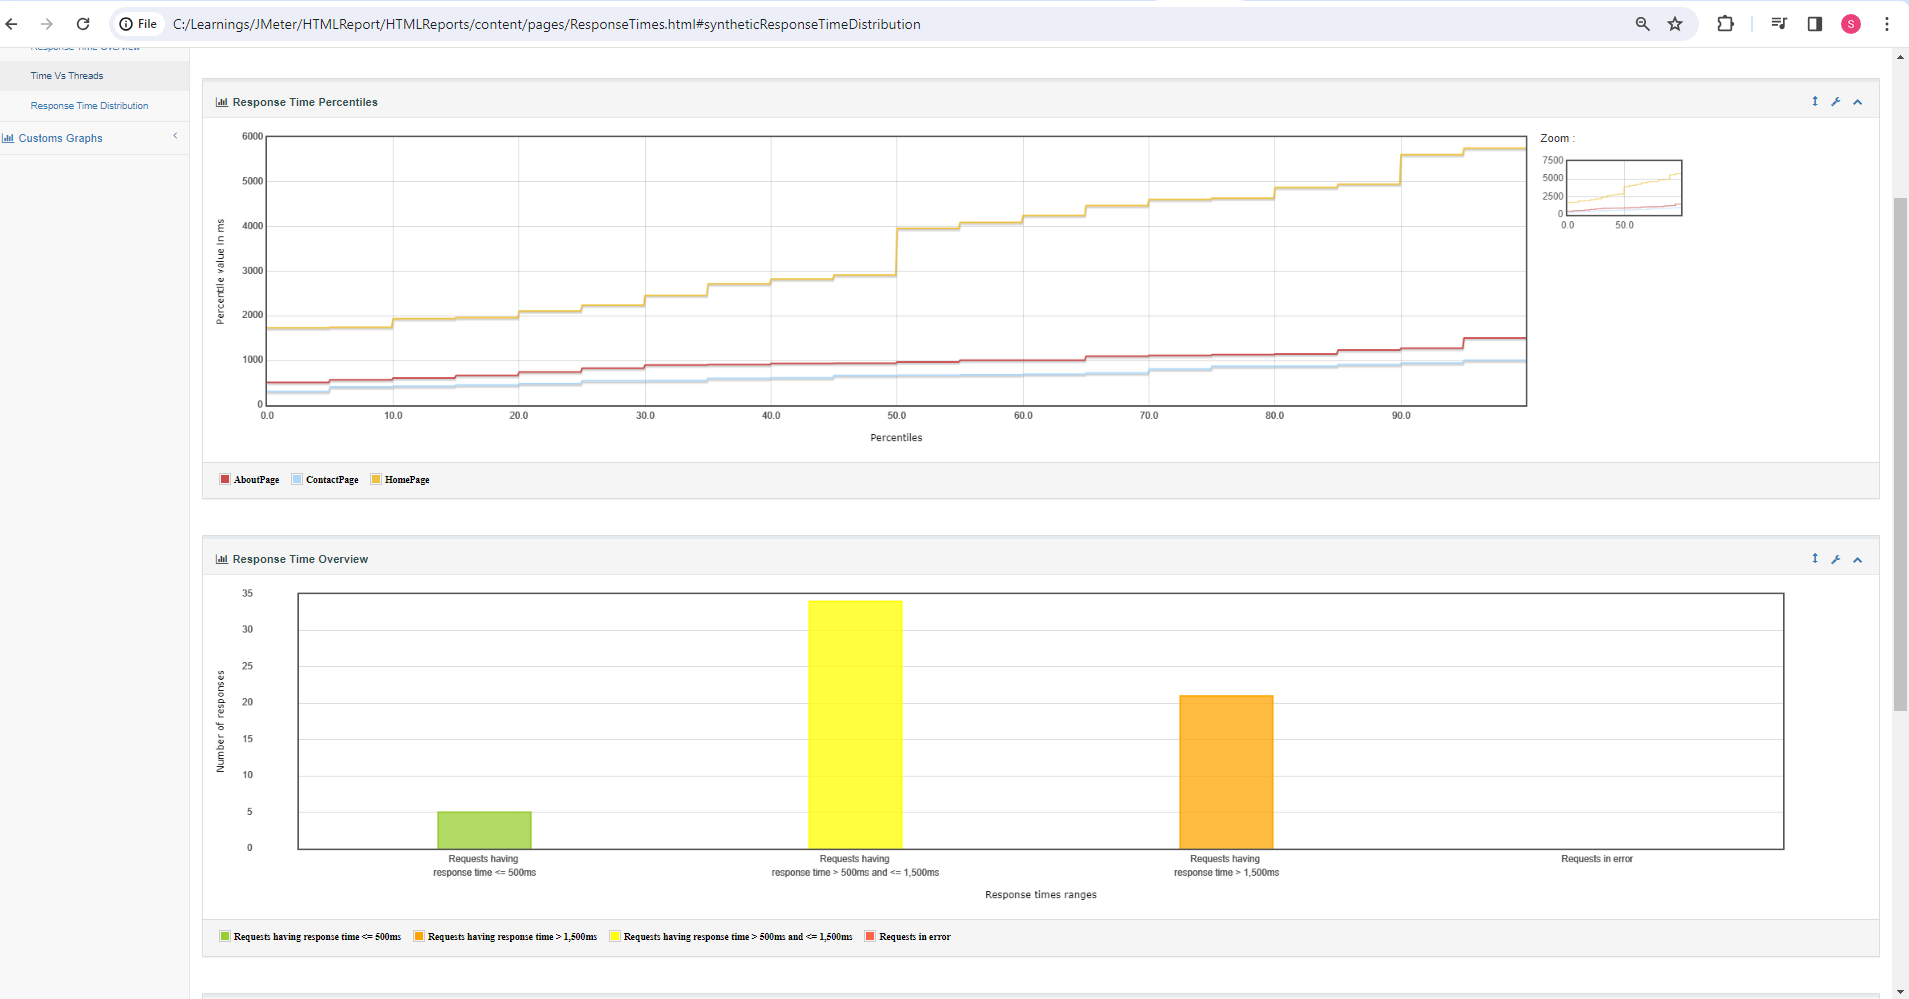 File C:/Learnings/JMeter/HTMLReport/HTMLReports/content/pages/ResponseTimes.html#syntheticResponseTimeDistribution
S
Response Time Overview
Time Vs Threads
Response Time Distribution
Customs Graphs
Response Time Percentiles
6000
5000
4000
3000
2000
1000
0
Percentile value in ms
0.0 10.0 20.0 30.0 40.0 50.0 60.0 70.0 80.0 90.0
Percentiles
Zoom :
7500
5000
2500
0
0.0 50.0
AboutPage ContactPage HomePage
Response Time Overview
35
30
25
20
15
10
5
0
Number of responses
Requests having Requests having Requests having Requests in error
response time <= 500ms response time > 500ms and <= 1,500ms response time > 1,500ms
Response times ranges
Requests having response time <= 500ms Requests having response time > 1,500ms Requests having response time > 500ms and <= 1,500ms Requests in error